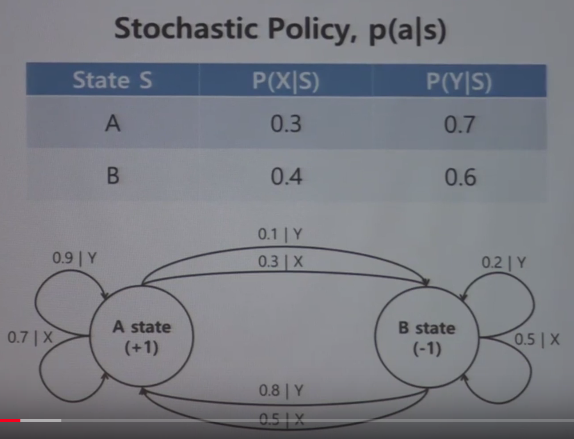 Stochastic Policy, p(a|s)
State S P(X|S) P(Y|S)
A 0.3 0.7
B 0.4 0.6
0.1 | Y
0.9 | Y 0.3 | X 0.2 | Y
A state B state
0.7 | X (+1) (-1) 0.5 | X
0.8 | Y
0.5 | X